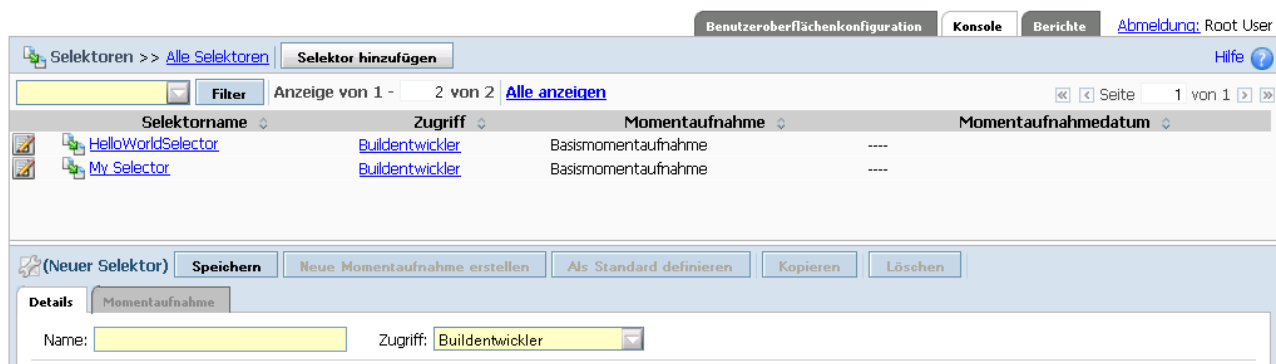 Benutzeroberflächenkonfiguration Konsole Berichte Abmeldung: Root User
Selektoren >> Alle Selektoren Selektor hinzufügen Hilfe ?
Filter Anzeige von 1 - 2 von 2 Alle anzeigen Seite 1 von 1
Selektorname Zugriff Momentaufnahme Momentaufnahmedatum
HelloWorldSelector Buildentwickler Basismomentaufnahme ----
My Selector Buildentwickler Basismomentaufnahme ----
(Neuer Selektor) Speichern Neue Momentaufnahme erstellen Als Standard definieren Kopieren Löschen
Details Momentaufnahme
Name: Zugriff: Buildentwickler